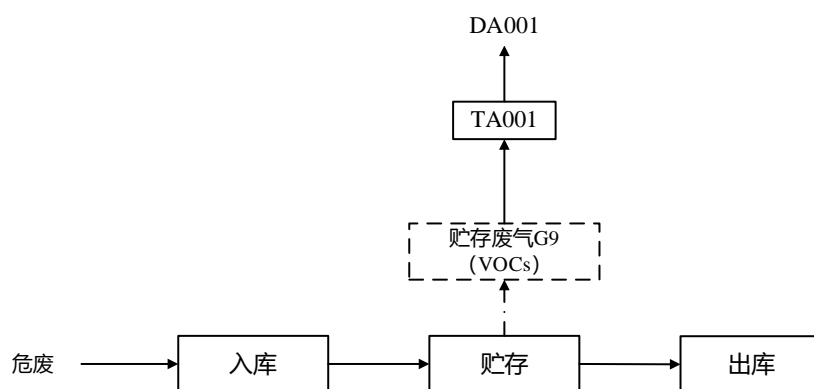 DA001
TA001
贮存废气G9
（VOCs）
危废
入库
贮存
出库